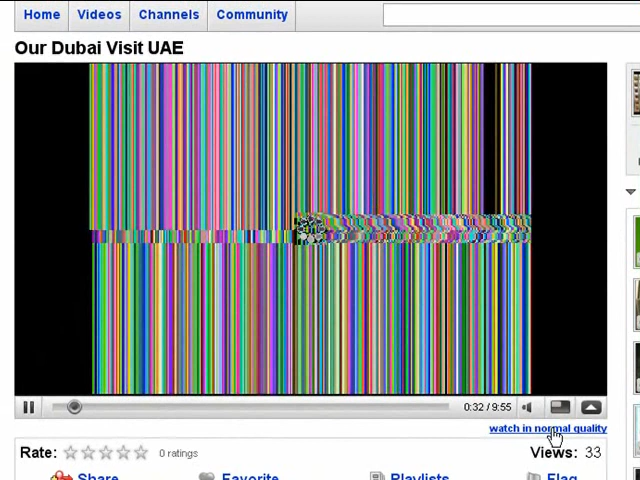 Home Videos Channels Community
Our Dubai Visit UAE
0:32 / 9:55
watch in normal quality
Rate: 0 ratings Views: 33
Share Favorite Playlists Flag